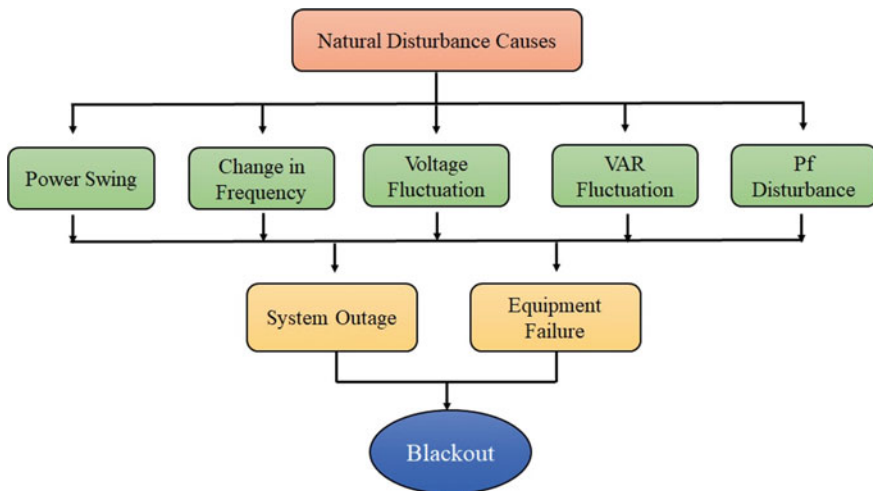 Natural Disturbance Causes
Power Swing
Change in
Frequency
Voltage
Fluctuation
VAR
Fluctuation
Pf
Disturbance
System Outage
Equipment
Failure
Blackout